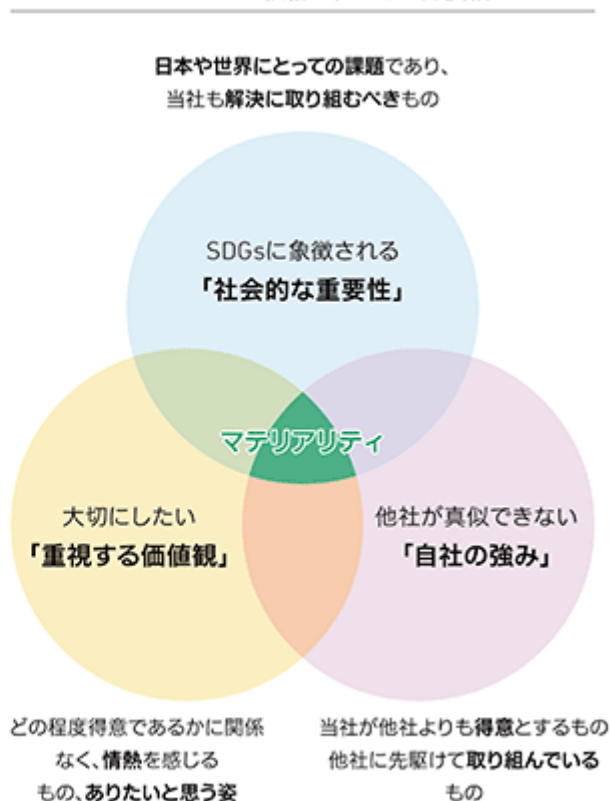 日本や世界にとっての課題であり、
当社も解決に取り組むべきもの
SDGsに象徴される
「社会的な重要性」
マテリアリティ
大切にしたい
「重視する価値観」
他社が真似できない
「自社の強み」
どの程度得意であるかに関係
なく、情熱を感じる
もの、ありたいと思う姿
当社が他社よりも得意とするもの
他社に先駆けて取り組んでいる
もの